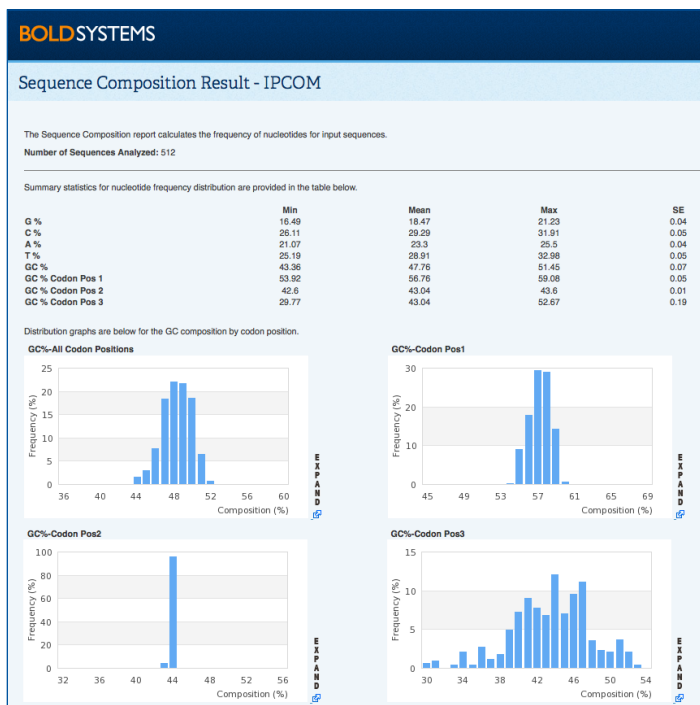 BOLDSYSTEMS
Sequence Composition Result - IPCOM
The Sequence Composition report calculates the frequency of nucleotides for input sequences.
Number of Sequences Analyzed: 512
Summary statistics for nucleotide frequency distribution are provided in the table below.
Min Mean Max SE
G % 16.49 18.47 21.23 0.04
C % 26.11 29.29 31.91 0.05
A % 21.07 23.3 25.5 0.04
T % 25.19 28.91 32.98 0.05
GC % 43.36 47.76 51.45 0.07
GC % Codon Pos 1 53.92 56.76 59.08 0.05
GC % Codon Pos 2 42.6 43.04 43.6 0.01
GC % Codon Pos 3 29.77 43.04 52.67 0.19
Distribution graphs are below for the GC composition by codon position.
GC%-All Codon Positions
25
20
15
10
5
0
Frequency (%)
36 40 44 48 52 56 60
Composition (%)
EXPAND
GC%-Codon Pos1
30
20
10
0
Frequency (%)
45 49 53 57 61 65 69
Composition (%)
EXPAND
GC%-Codon Pos2
100
80
60
40
20
0
Frequency (%)
32 36 40 44 48 52 56
Composition (%)
EXPAND
GC%-Codon Pos3
15
10
5
0
Frequency (%)
30 34 38 42 46 50 54
Composition (%)
EXPAND